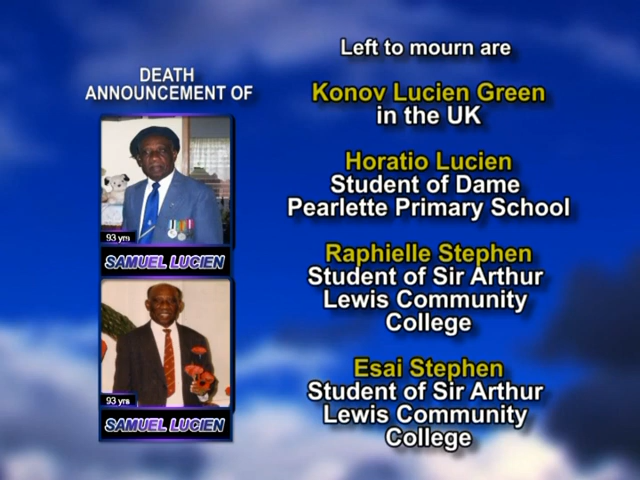 DEATH
ANNOUNCEMENT OF
93 yrs
SAMUEL LUCIEN
93 yrs
SAMUEL LUCIEN
Left to mourn are
Konov Lucien Green
in the UK
Horatio Lucien
Student of Dame
Pearlette Primary School
Raphielle Stephen
Student of Sir Arthur
Lewis Community
College
Esai Stephen
Student of Sir Arthur
Lewis Community
College